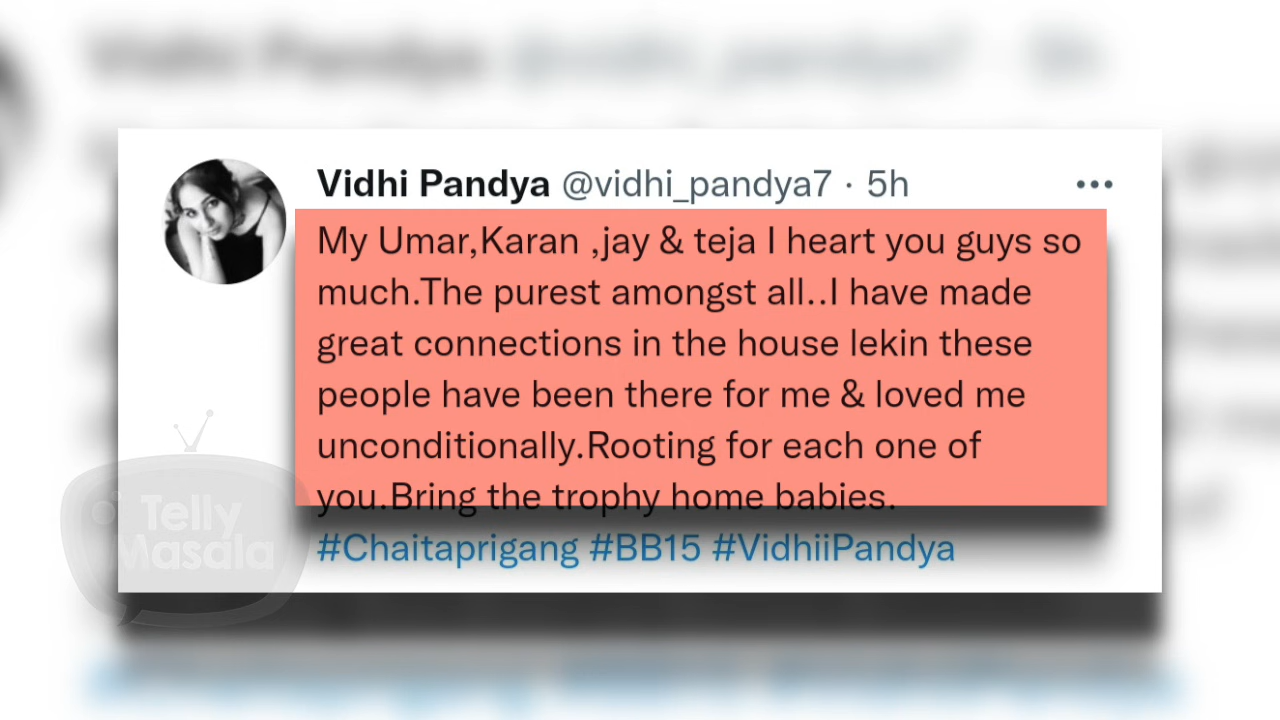 Vidhi Pandya @vidhi_pandya7 · 5h
My Umar,Karan ,jay & teja I heart you guys so
much.The purest amongst all..I have made
great connections in the house lekin these
people have been there for me & loved me
unconditionally.Rooting for each one of
you.Bring the trophy home babies.
#Chaitaprigang #BB15 #VidhiiPandya
Telly
Masala